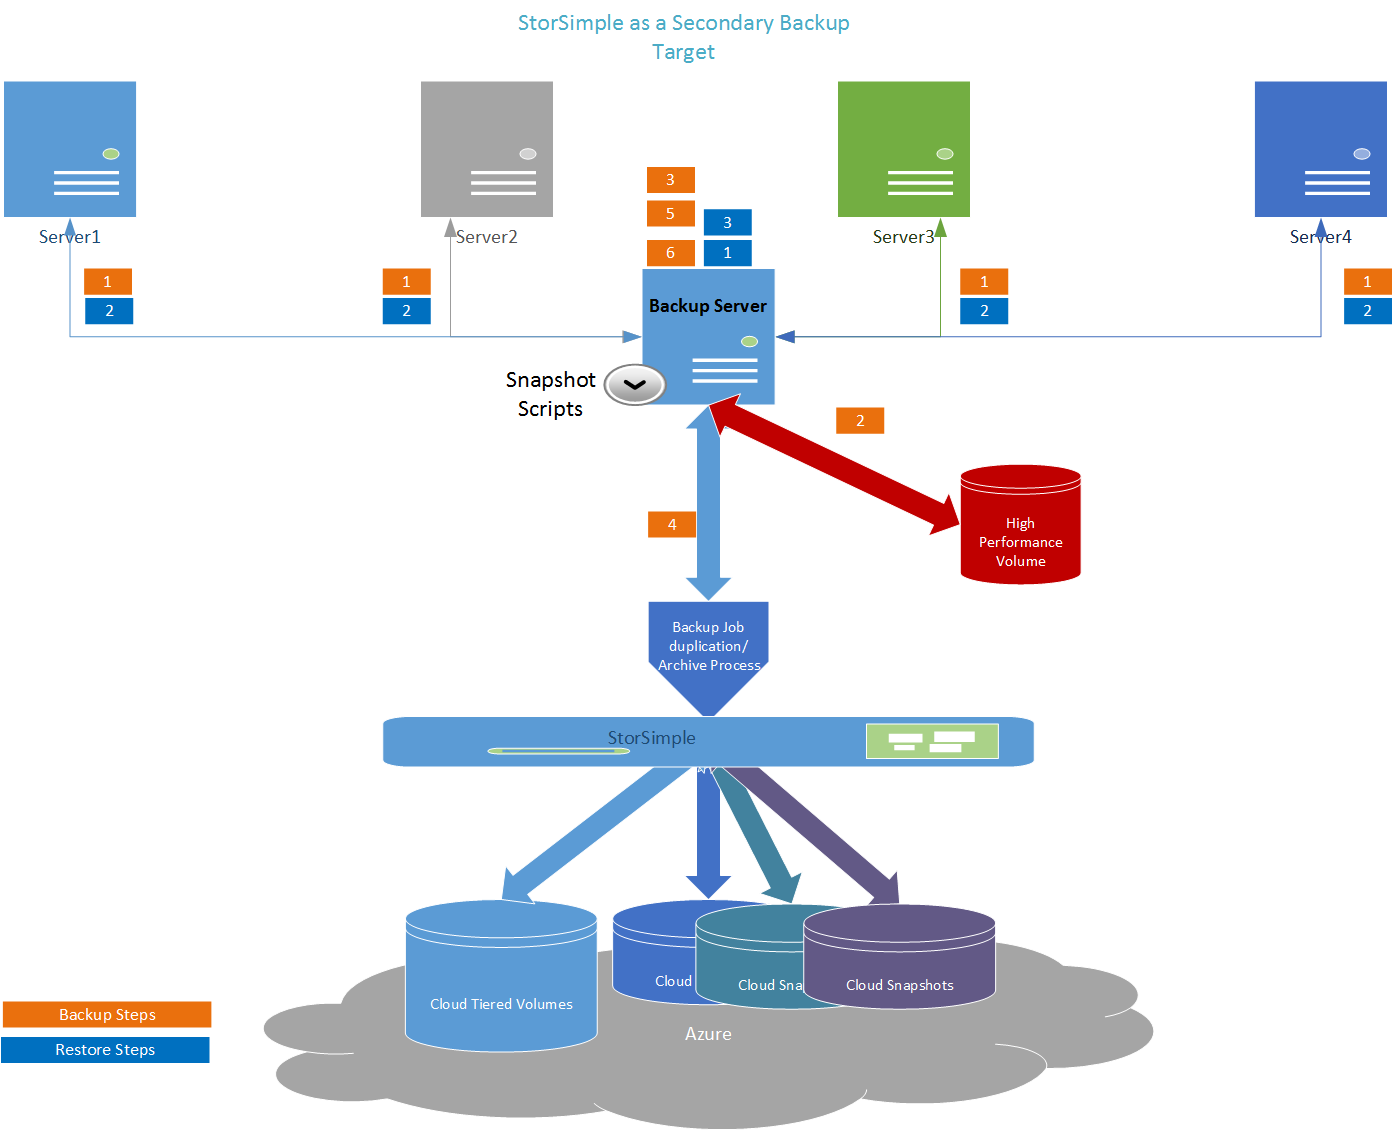 StorSimple as a Secondary Backup
Target
Server1
Server2
Server3
Server4
3
5
6
3
1
1
2
1
2
1
2
1
2
Backup Server
Snapshot
Scripts
2
High
Performance
Volume
4
Backup Job
duplication/
Archive Process
StorSimple
Cloud Tiered Volumes
Cloud
Cloud Sna
Cloud Snapshots
Azure
Backup Steps
Restore Steps